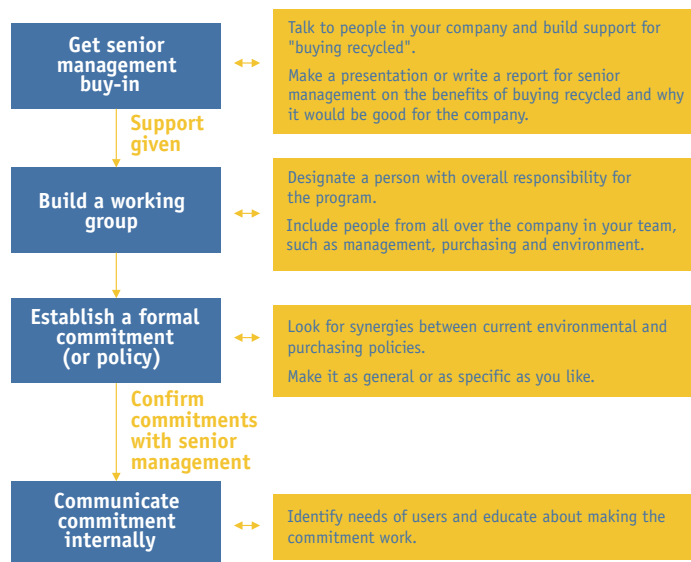 Get senior
management
buy-in
Talk to people in your company and build support for
"buying recycled".
Make a presentation or write a report for senior
management on the benefits of buying recycled and why
it would be good for the company.
Support
given
Build a working
group
Designate a person with overall responsibility for
the program.
Include people from all over the company in your team,
such as management, purchasing and environment.
Establish a formal
commitment
(or policy)
Look for synergies between current environmental and
purchasing policies.
Make it as general or as specific as you like.
Confirm
commitments
with senior
management
Communicate
commitment
internally
Identify needs of users and educate about making the
commitment work.